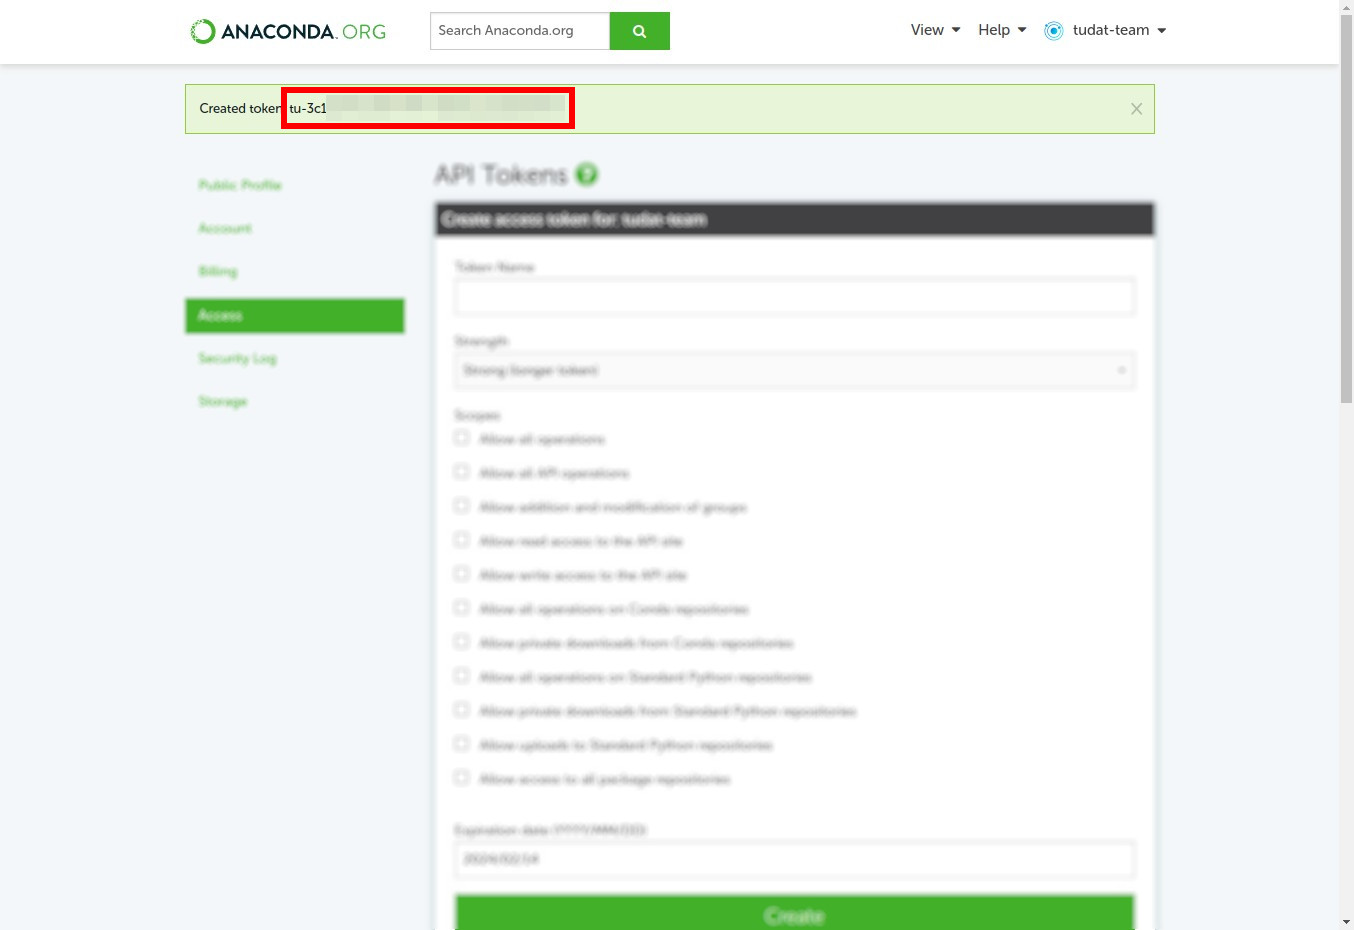 ANACONDA.ORG
Search Anaconda.org
View
Help
tudat-team
Created token tu-3c1
Public Profile
Account
Billing
Access
Security Log
Storage
API Tokens
Create access token for: tudat-team
Token Name
Strength
Strong (longer token)
Scopes
Allow all operations
Allow all API operations
Allow addition and modification of groups
Allow read access to the API site
Allow write access to the API site
Allow all operations on Conda repositories
Allow private downloads from Conda repositories
Allow all operations on Standard Python repositories
Allow private downloads from Standard Python repositories
Allow uploads to Standard Python repositories
Allow access to all package repositories
Expiration date (YYYY/MM/DD)
Create